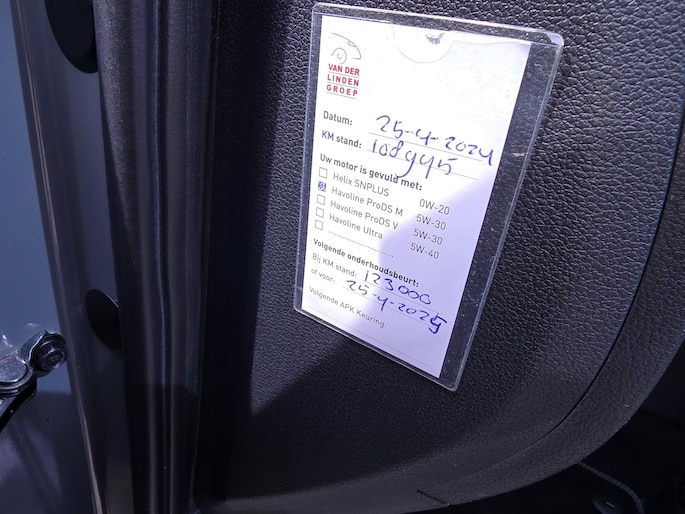 VAN DER
LINDEN
GROEP
Datum: 25-4-2024
KM stand: 108945
Uw motor is gevuld met:
Helix SNPLUS 0W-20
Havoline ProDS M 5W-30
Havoline ProDS V 5W-30
Havoline Ultra 5W-40
....................
Volgende onderhoudsbeurt:
Bij KM stand: 123000
of voor: 25-4-2025
Volgende APK Keuring: